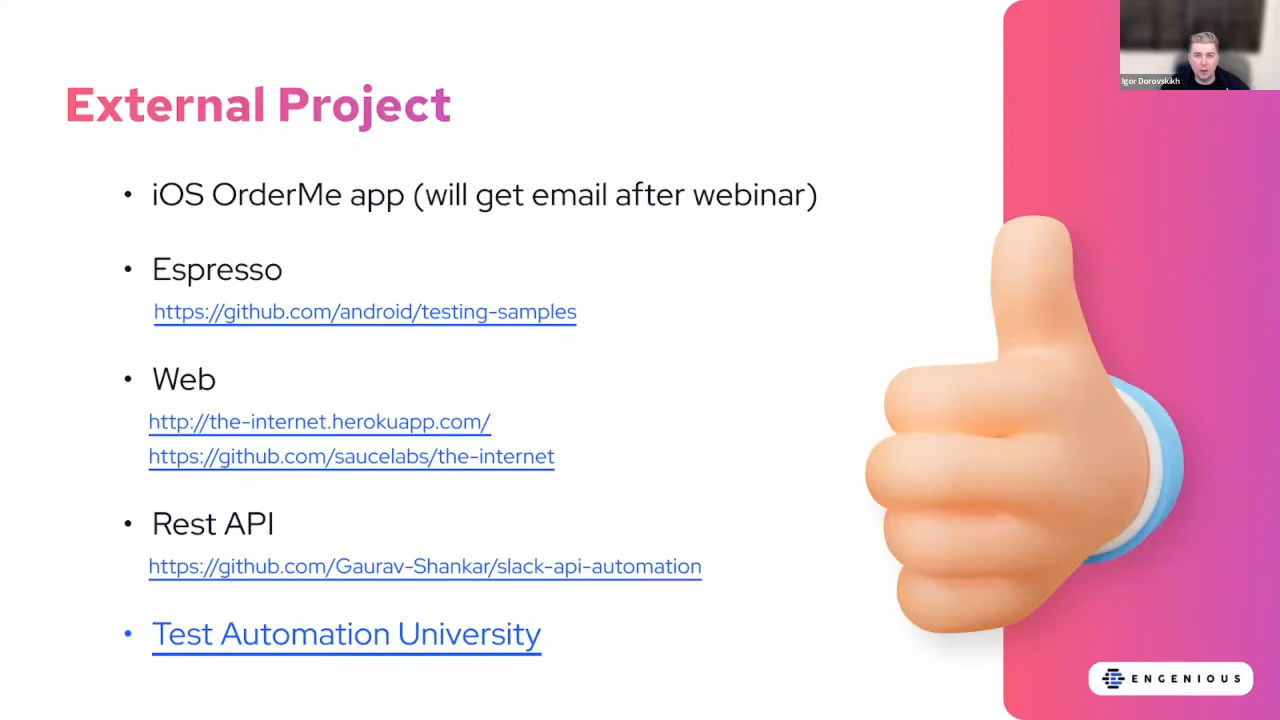 Igor Dorovskikh
External Project
• iOS OrderMe app (will get email after webinar)
• Espresso
https://github.com/android/testing-samples
• Web
http://the-internet.herokuapp.com/
https://github.com/saucelabs/the-internet
• Rest API
https://github.com/Gaurav-Shankar/slack-api-automation
• Test Automation University
ENGENIOUS